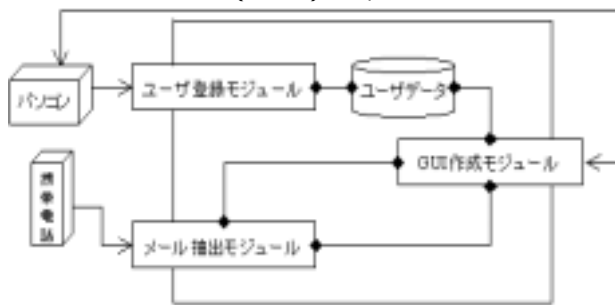 パソコン
ユーザ登録モジュール
ユーザデータ
GUI作成モジュール
携帯電話
メール抽出モジュール